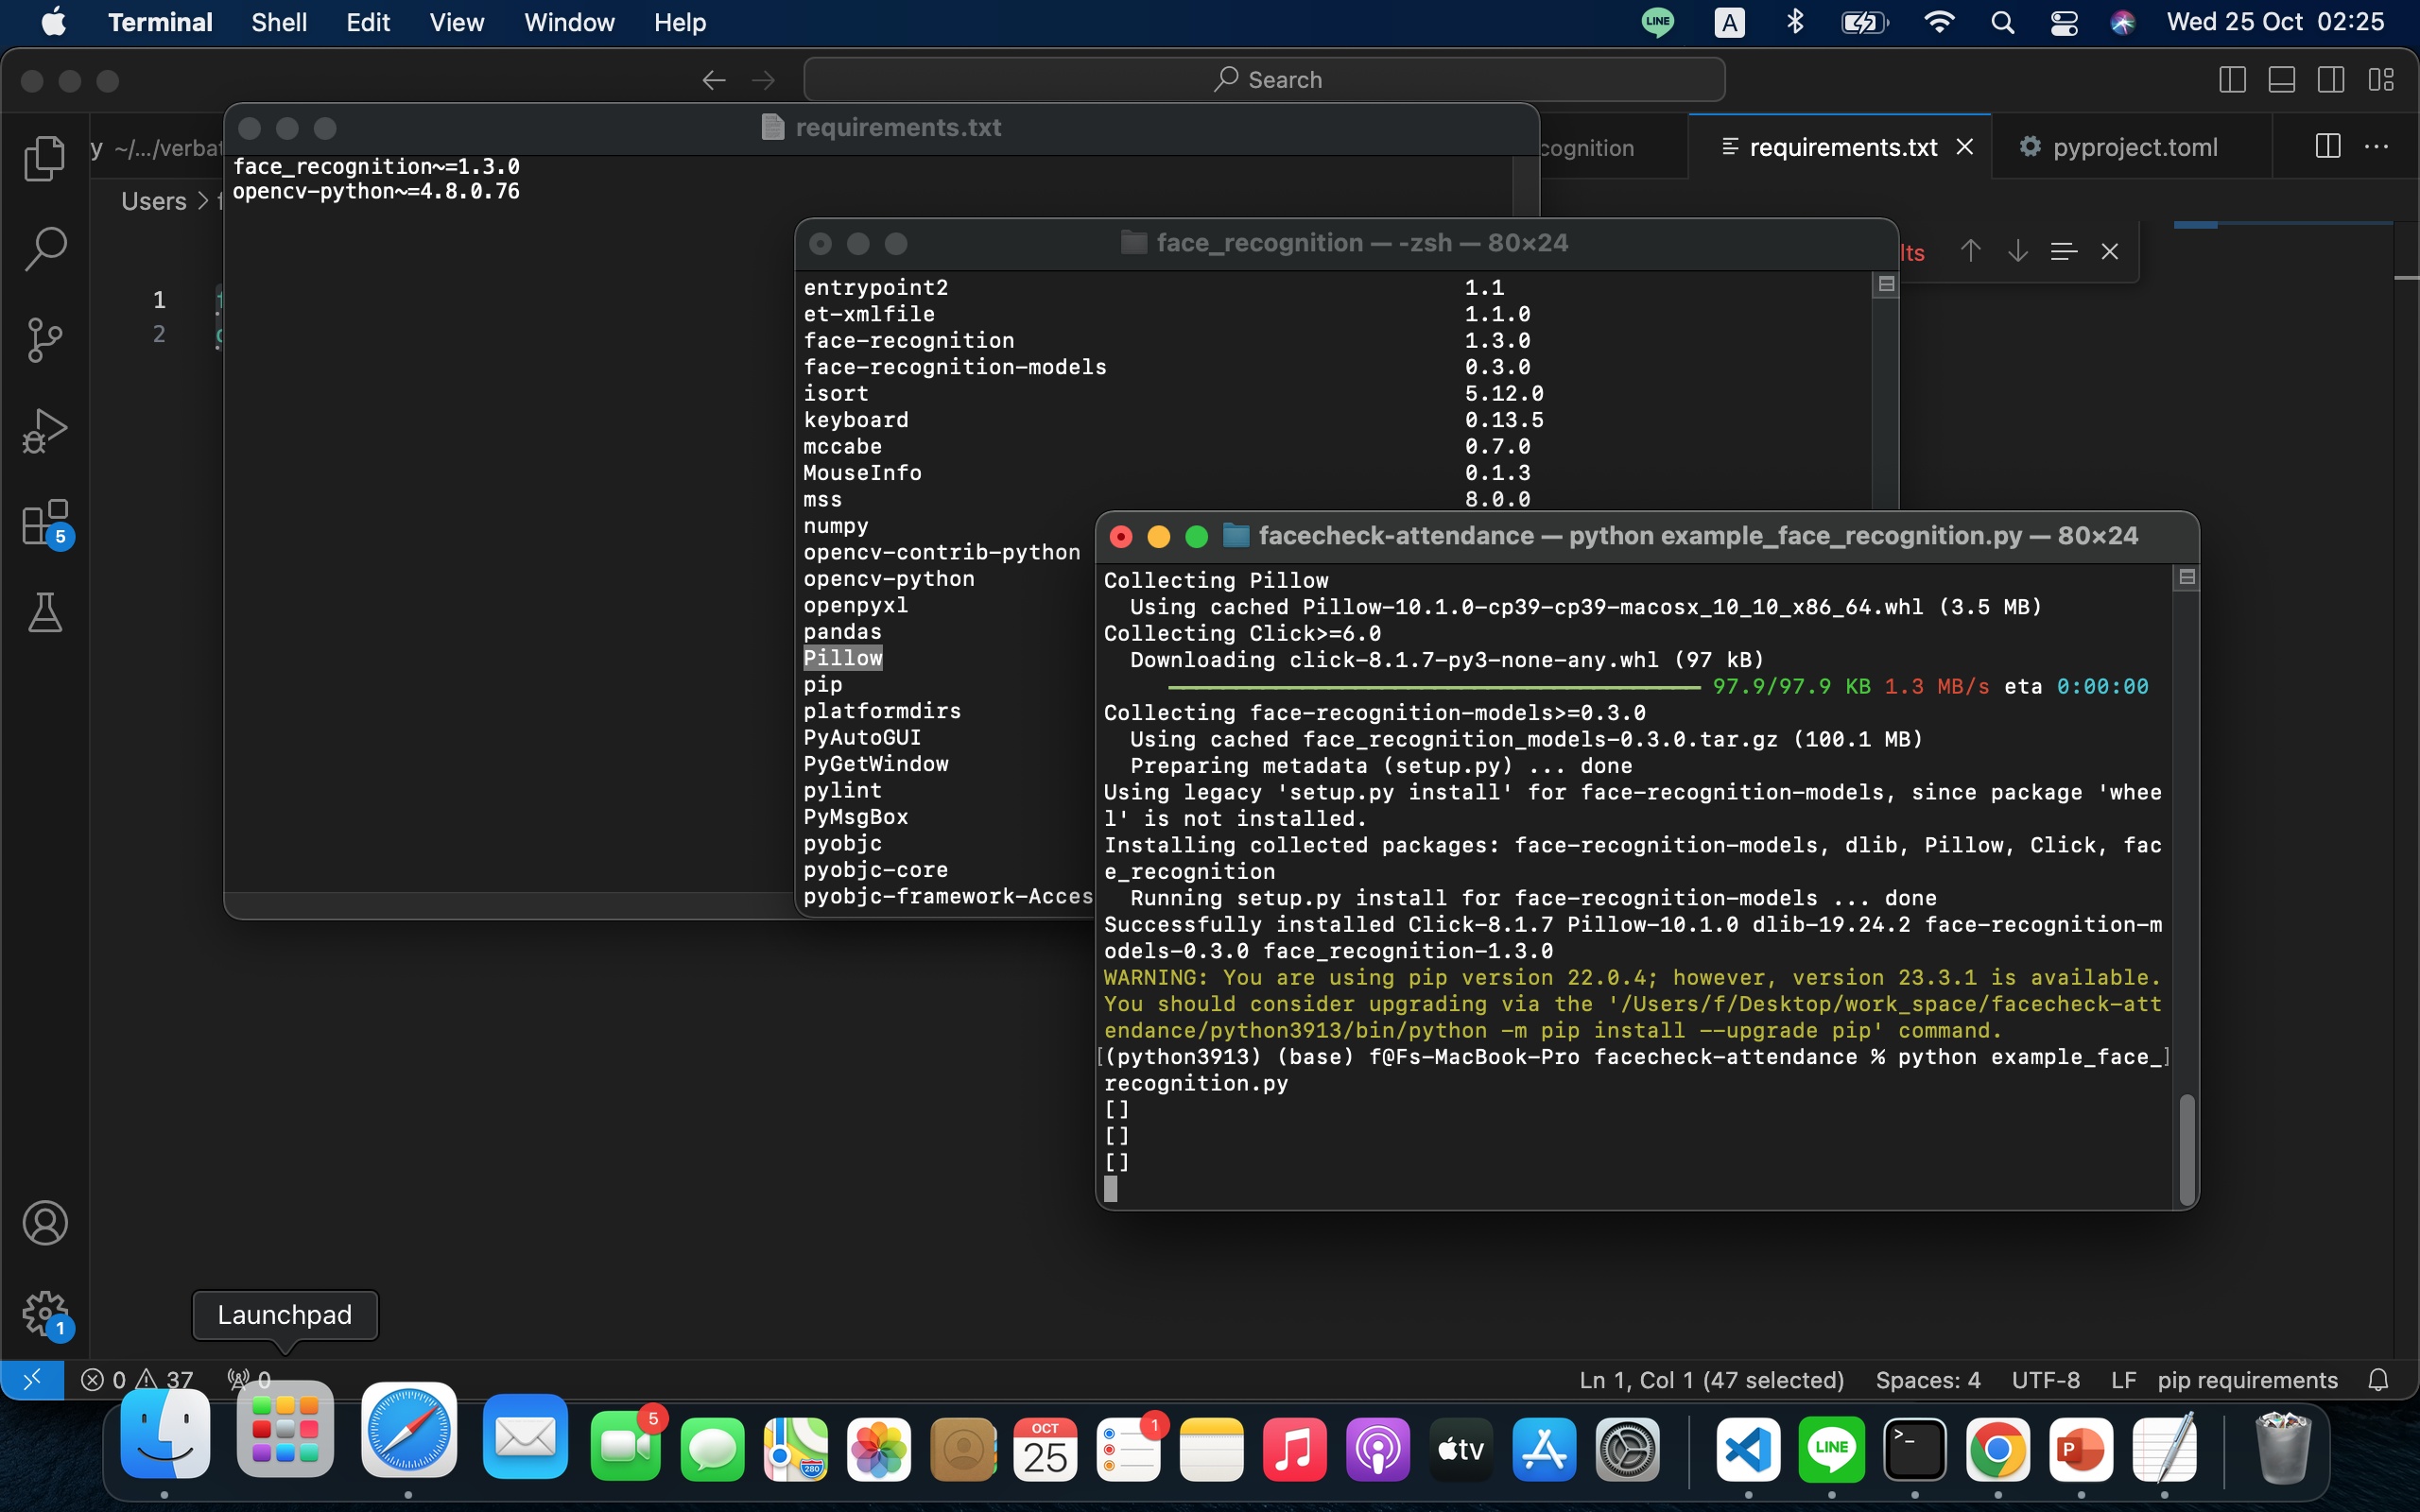 Terminal Shell Edit View Window Help
LINE A Wed 25 Oct 02:25
Search
requirements.txt
y ~/.../verbat
cognition
requirements.txt
pyproject.toml
face_recognition~=1.3.0
opencv-python~=4.8.0.76
Users
1
2
lts
face_recognition — -zsh — 80×24
entrypoint2 1.1
et-xmlfile 1.1.0
face-recognition 1.3.0
face-recognition-models 0.3.0
isort 5.12.0
keyboard 0.13.5
mccabe 0.7.0
MouseInfo 0.1.3
mss 8.0.0
numpy
opencv-contrib-python
opencv-python
openpyxl
pandas
Pillow
pip
platformdirs
PyAutoGUI
PyGetWindow
pylint
PyMsgBox
pyobjc
pyobjc-core
pyobjc-framework-Acces
facecheck-attendance — python example_face_recognition.py — 80×24
Collecting Pillow
Using cached Pillow-10.1.0-cp39-cp39-macosx_10_10_x86_64.whl (3.5 MB)
Collecting Click>=6.0
Downloading click-8.1.7-py3-none-any.whl (97 kB)
97.9/97.9 KB 1.3 MB/s eta 0:00:00
Collecting face-recognition-models>=0.3.0
Using cached face_recognition_models-0.3.0.tar.gz (100.1 MB)
Preparing metadata (setup.py) ... done
Using legacy 'setup.py install' for face-recognition-models, since package 'whee
l' is not installed.
Installing collected packages: face-recognition-models, dlib, Pillow, Click, fac
e_recognition
Running setup.py install for face-recognition-models ... done
Successfully installed Click-8.1.7 Pillow-10.1.0 dlib-19.24.2 face-recognition-m
odels-0.3.0 face_recognition-1.3.0
WARNING: You are using pip version 22.0.4; however, version 23.3.1 is available.
You should consider upgrading via the '/Users/f/Desktop/work_space/facecheck-att
endance/python3913/bin/python -m pip install --upgrade pip' command.
[(python3913) (base) f@Fs-MacBook-Pro facecheck-attendance % python example_face_]
recognition.py
[]
[]
[]
5
1
Launchpad
0 37 0
Ln 1, Col 1 (47 selected) Spaces: 4 UTF-8 LF pip requirements
5
280
OCT
25
1
tv
LINE
>_
P